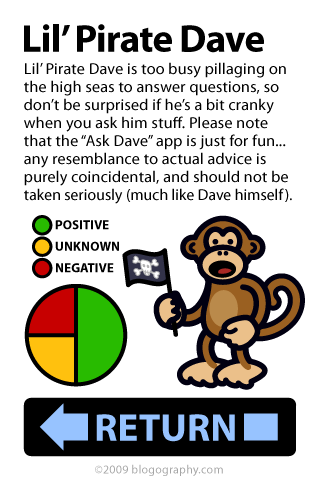 Lil’ Pirate Dave
Lil’ Pirate Dave is too busy pillaging on
the high seas to answer questions, so
don’t be surprised if he’s a bit cranky
when you ask him stuff. Please note
that the “Ask Dave” app is just for fun...
any resemblance to actual advice is
purely coincidental, and should not be
taken seriously (much like Dave himself).
POSITIVE
UNKNOWN
NEGATIVE
RETURN
©2009 blogography.com